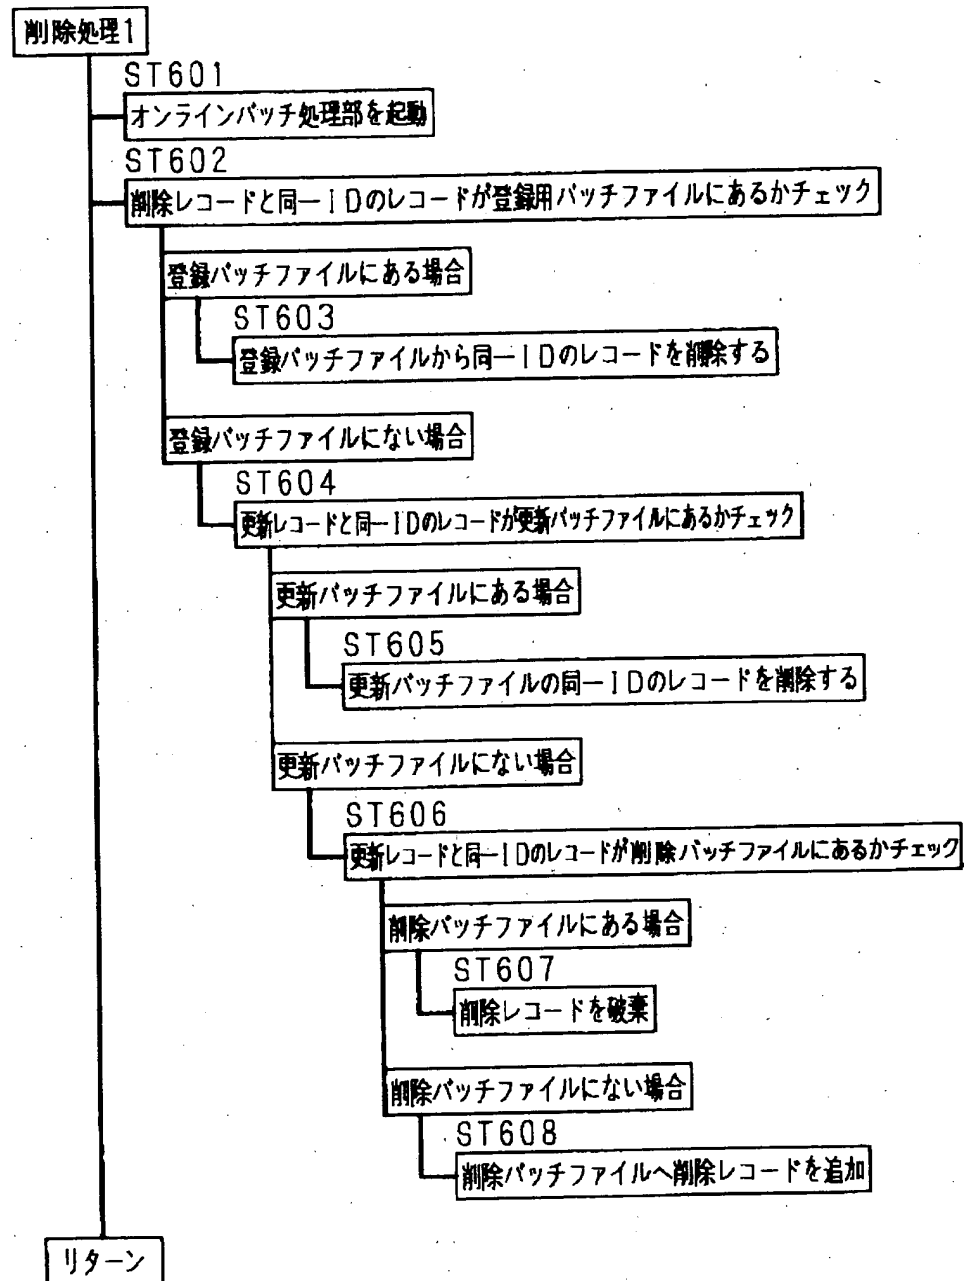 削除処理1
ST601
オンラインバッチ処理部を起動
ST602
削除レコードと同一IDのレコードが登録用バッチファイルにあるかチェック
登録バッチファイルにある場合
ST603
登録バッチファイルから同一IDのレコードを削除する
登録バッチファイルにない場合
ST604
更新レコードと同一IDのレコードが更新バッチファイルにあるかチェック
更新バッチファイルにある場合
ST605
更新バッチファイルの同一IDのレコードを削除する
更新バッチファイルにない場合
ST606
更新レコードと同一IDのレコードが削除バッチファイルにあるかチェック
削除バッチファイルにある場合
ST607
削除レコードを破棄
削除バッチファイルにない場合
ST608
削除バッチファイルへ削除レコードを追加
リターン